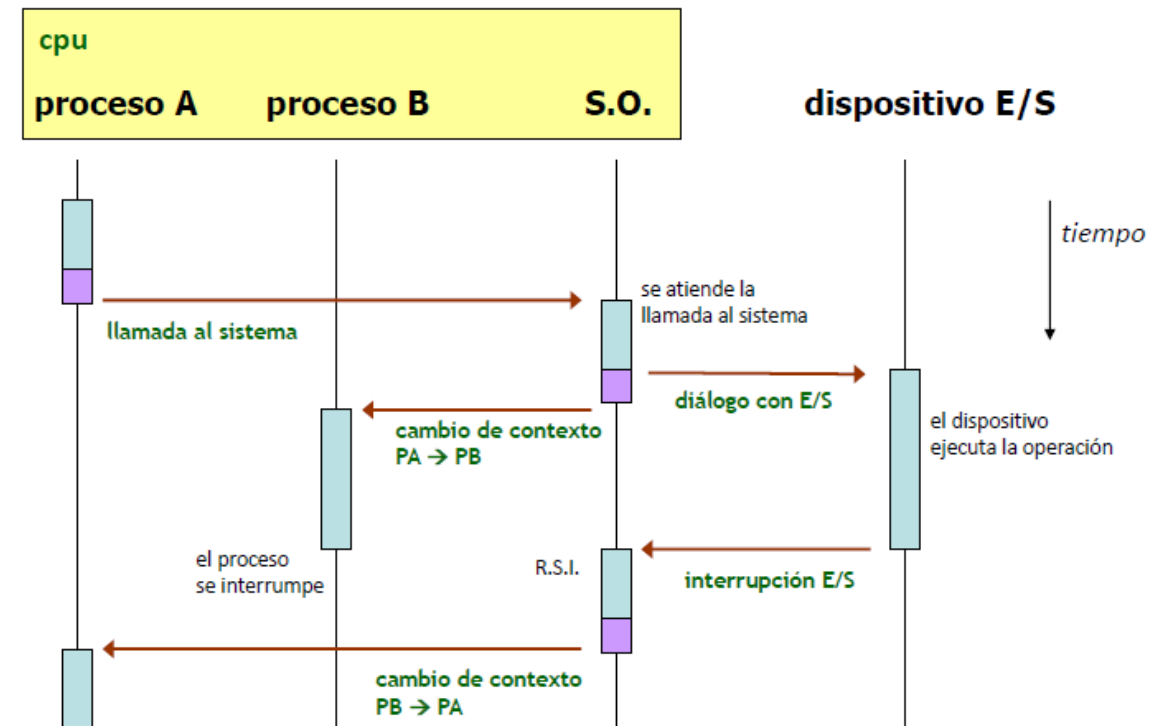 cpu
proceso A
proceso B
S.O.
dispositivo E/S
tiempo
se atiende la
llamada al sistema
llamada al sistema
diálogo con E/S
cambio de contexto
PA → PB
el dispositivo
ejecuta la operación
el proceso
se interrumpe
R.S.I.
interrupción E/S
cambio de contexto
PB → PA